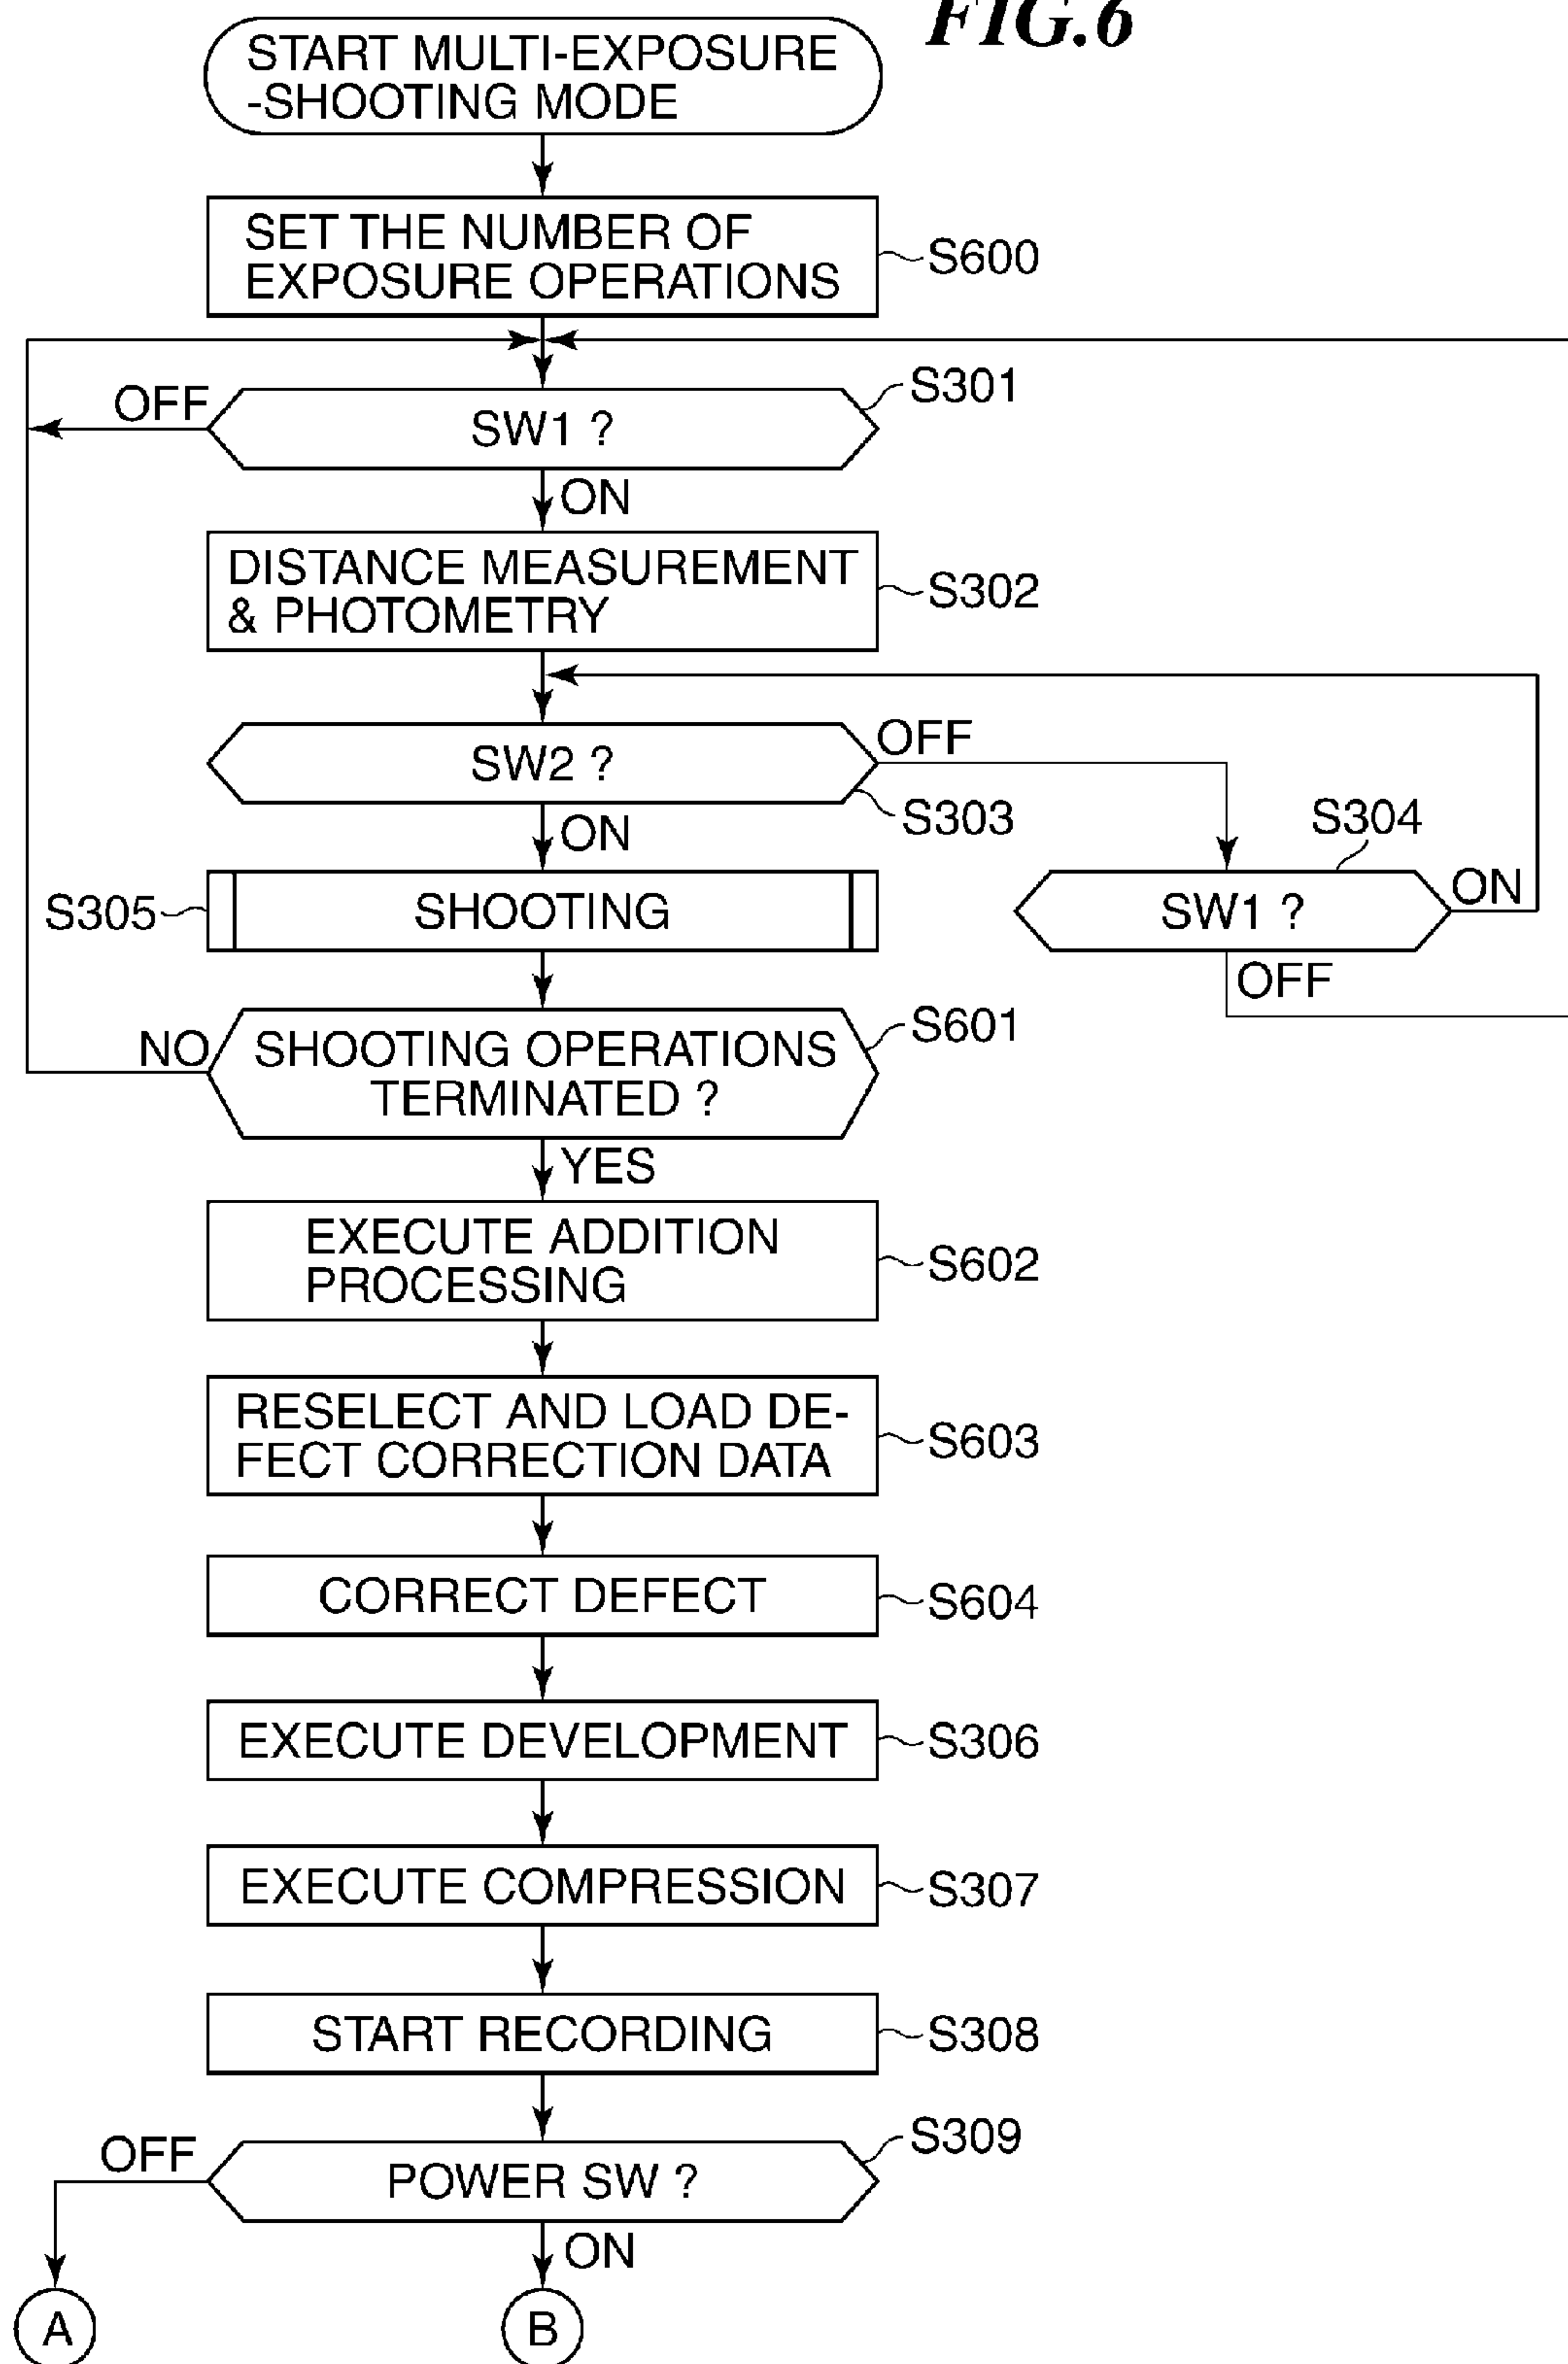 FIG.6
START MULTI-EXPOSURE
-SHOOTING MODE
SET THE NUMBER OF
EXPOSURE OPERATIONS
S600
S301
OFF
SW1 ?
ON
DISTANCE MEASUREMENT
& PHOTOMETRY
S302
SW2 ?
OFF
S303
ON
S304
SW1 ?
ON
OFF
S305
SHOOTING
S601
NO
SHOOTING OPERATIONS
TERMINATED ?
YES
EXECUTE ADDITION
PROCESSING
S602
RESELECT AND LOAD DE-
FECT CORRECTION DATA
S603
CORRECT DEFECT
S604
EXECUTE DEVELOPMENT
S306
EXECUTE COMPRESSION
S307
START RECORDING
S308
S309
OFF
POWER SW ?
ON
A
B